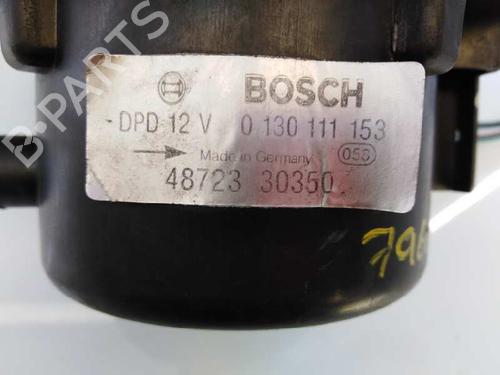 B-PARTS
BOSCH
- DPD 12 V 0 130 111 153
Made in Germany 053
48723 30350